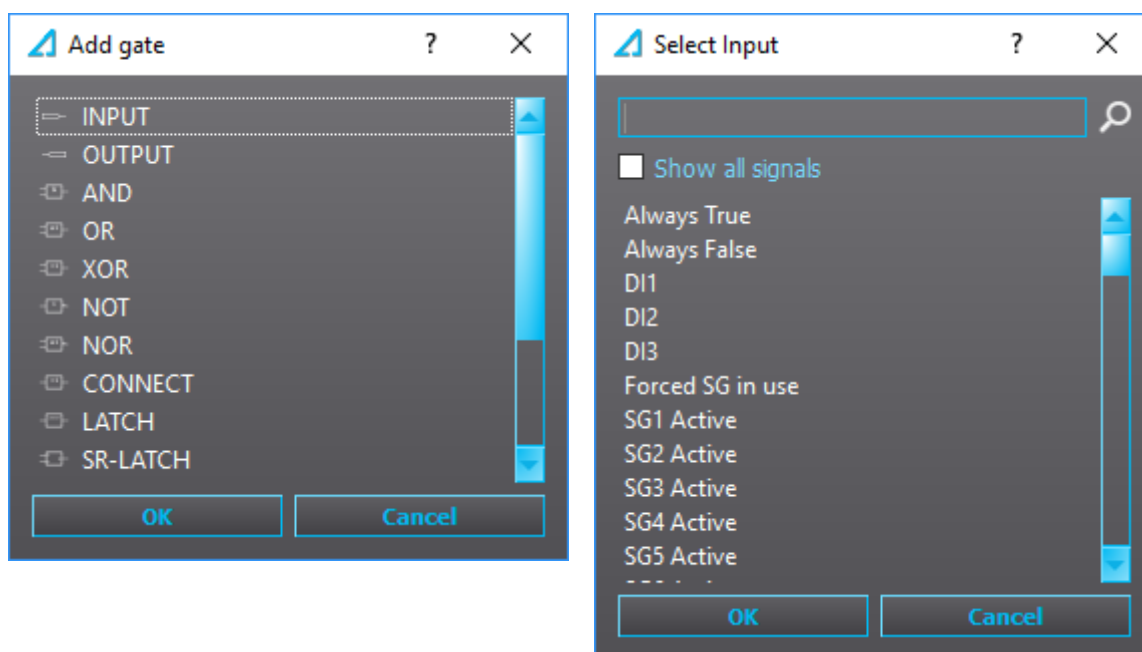 Add gate ?
INPUT
OUTPUT
AND
OR
XOR
NOT
NOR
CONNECT
LATCH
SR-LATCH
OK Cancel
Select Input ?
Show all signals
Always True
Always False
DI1
DI2
DI3
Forced SG in use
SG1 Active
SG2 Active
SG3 Active
SG4 Active
SG5 Active
OK Cancel